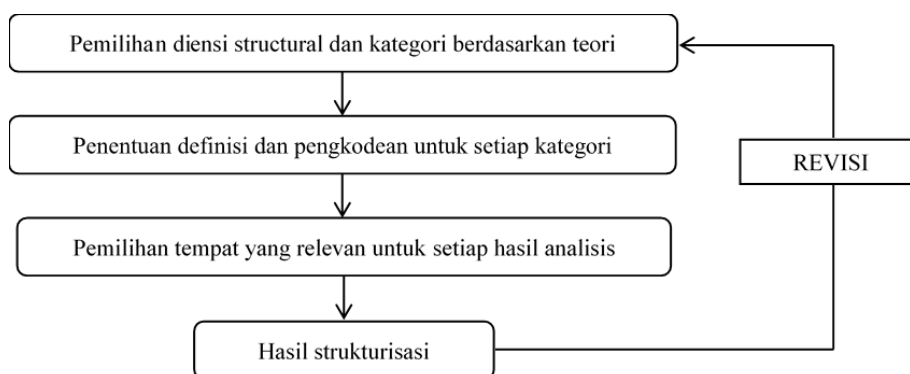 Pemilihan diensi structural dan kategori berdasarkan teori
Penentuan definisi dan pengkodean untuk setiap kategori
REVISI
Pemilihan tempat yang relevan untuk setiap hasil analisis
Hasil strukturisasi